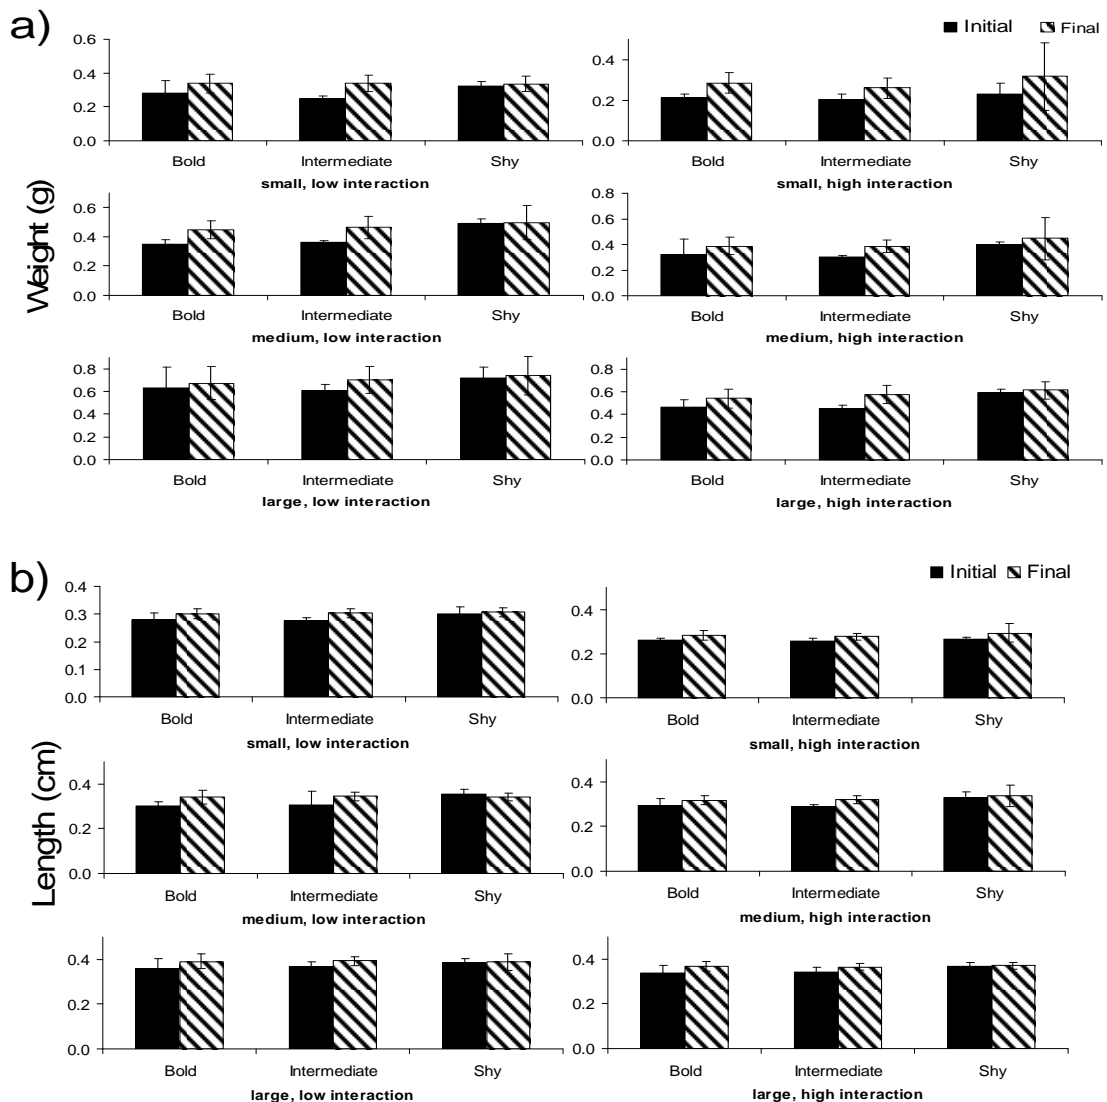 a)
Initial Final
Weight (g)
0.6
0.4
0.2
0.0
Bold Intermediate Shy
small, low interaction
0.6
0.4
0.2
0.0
Bold Intermediate Shy
small, high interaction
0.6
0.4
0.2
0.0
Bold Intermediate Shy
medium, low interaction
0.8
0.6
0.4
0.2
0.0
Bold Intermediate Shy
medium, high interaction
0.8
0.6
0.4
0.2
0.0
Bold Intermediate Shy
large, low interaction
0.8
0.6
0.4
0.2
0.0
Bold Intermediate Shy
large, high interaction
b)
Initial Final
Length (cm)
0.4
0.3
0.2
0.1
0.0
Bold Intermediate Shy
small, low interaction
0.4
0.2
0.0
Bold Intermediate Shy
small, high interaction
0.4
0.2
0.0
Bold Intermediate Shy
medium, low interaction
0.4
0.2
0.0
Bold Intermediate Shy
medium, high interaction
0.4
0.2
0.0
Bold Intermediate Shy
large, low interaction
0.4
0.2
0.0
Bold Intermediate Shy
large, high interaction